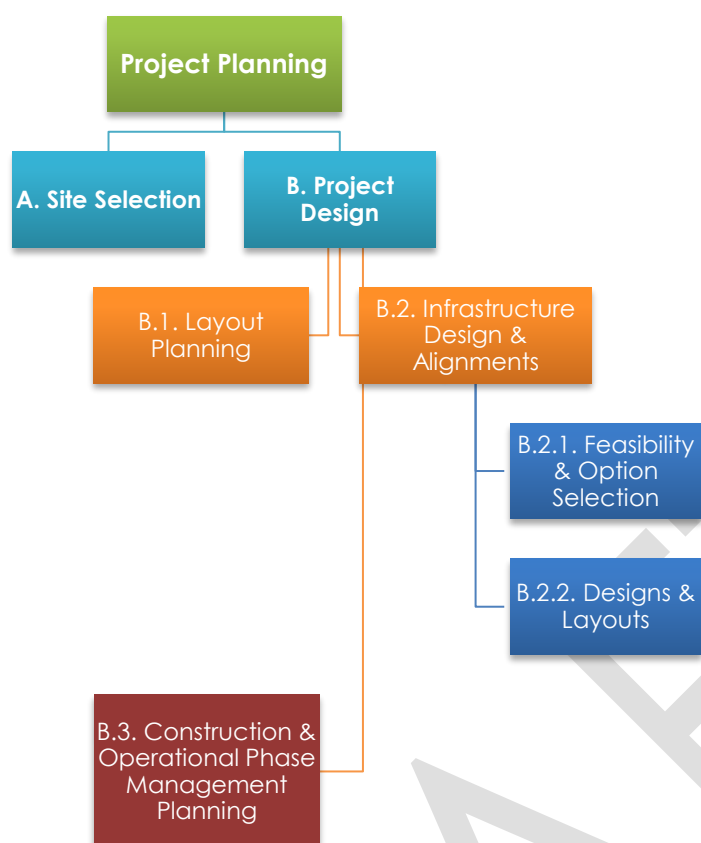 Project Planning
A. Site Selection
B. Project
Design
B.1. Layout
Planning
B.2. Infrastructure
Design &
Alignments
B.2.1. Feasibility
& Option
Selection
B.2.2. Designs &
Layouts
B.3. Construction &
Operational Phase
Management
Planning